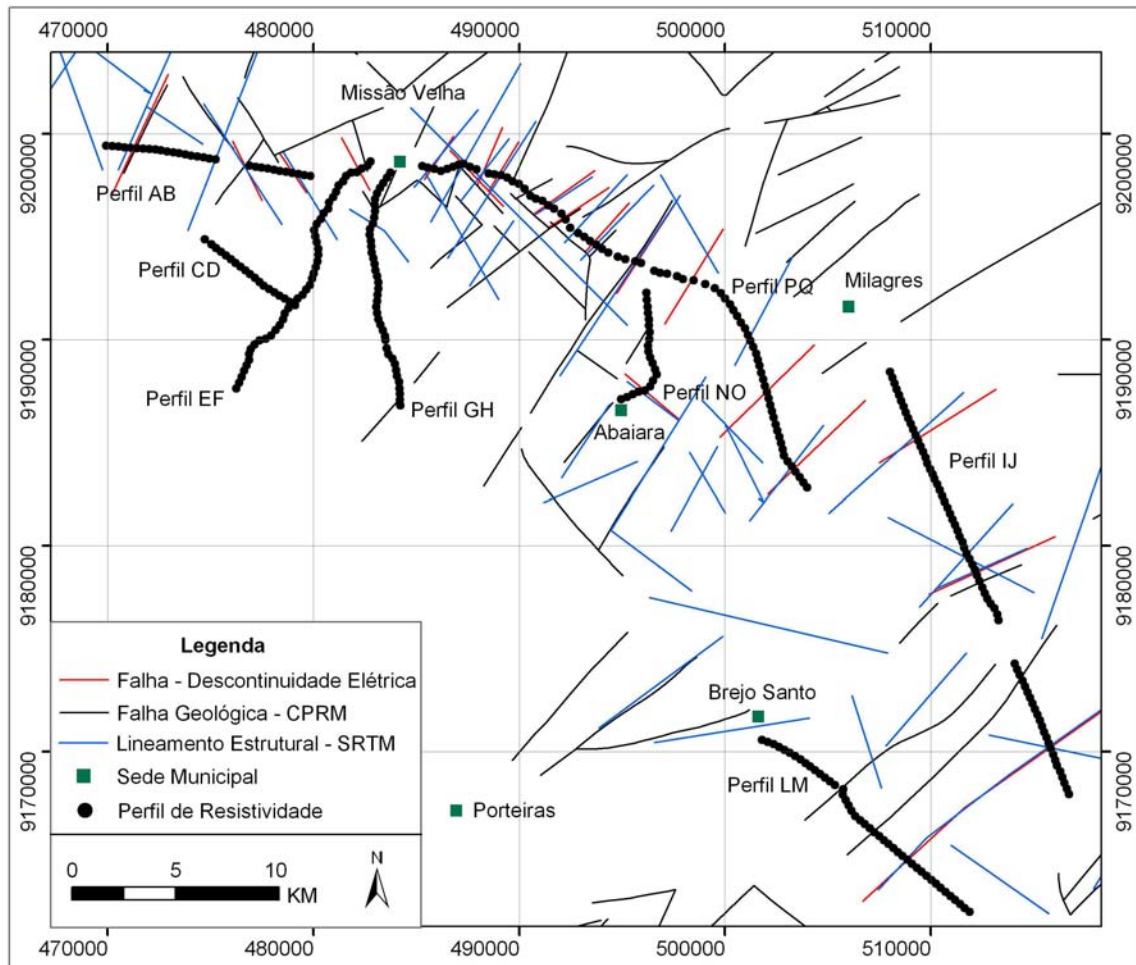 470000 480000 490000 500000 510000
Missão Velha
9200000
9200000
Perfil AB
Perfil CD
Perfil PQ
Milagres
9190000
9190000
Perfil EF
Perfil GH
Perfil NO
Abaiara
Perfil IJ
9180000
9180000
Legenda
Falha - Descontinuidade Elétrica
Falha Geológica - CPRM
Lineamento Estrutural - SRTM
Sede Municipal
Perfil de Resistividade
Brejo Santo
Perfil LM
9170000
9170000
Porteiras
0 5 10
KM
N
470000 480000 490000 500000 510000